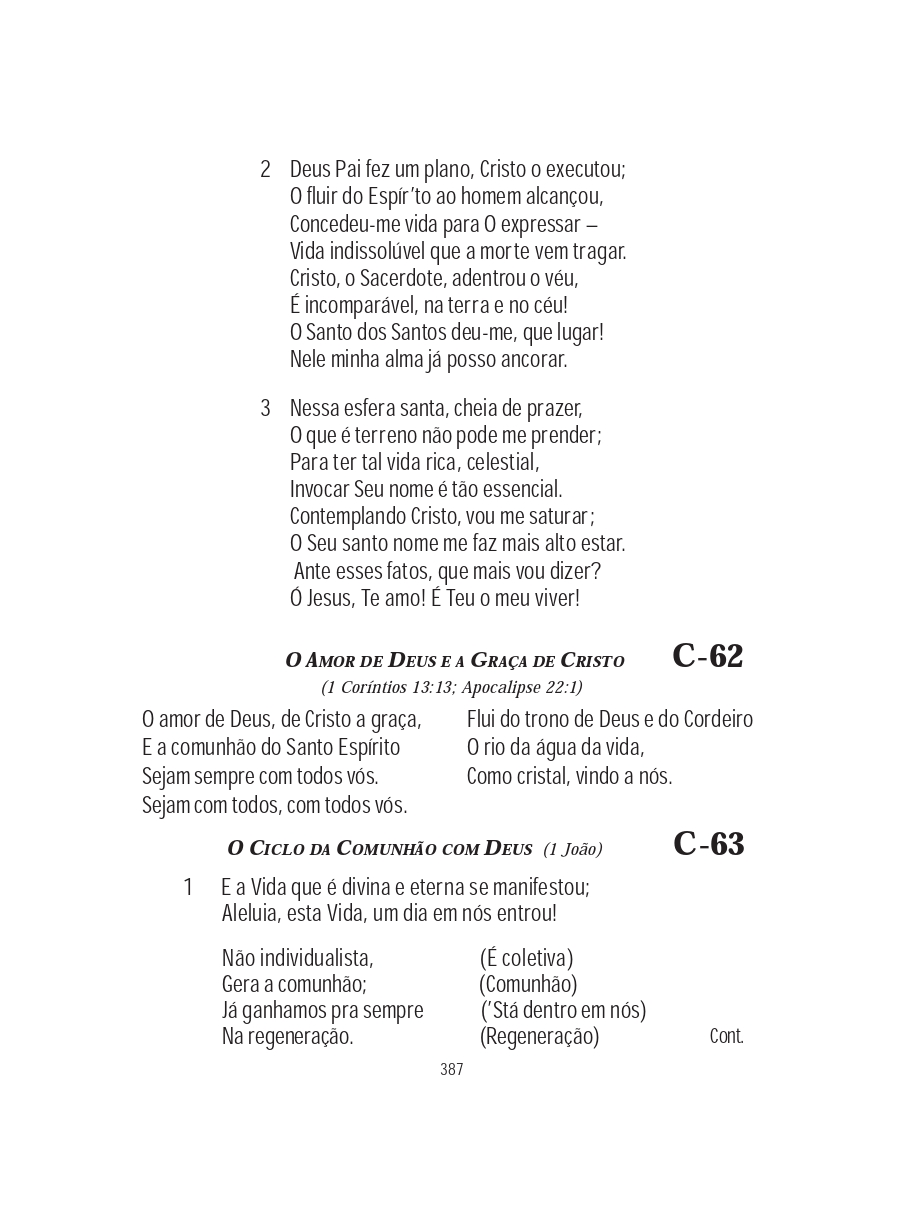 2 Deus Pai fez um plano, Cristo o executou;
O fluir do Espír’to ao homem alcançou,
Concedeu-me vida para O expressar –
Vida indissolúvel que a morte vem tragar.
Cristo, o Sacerdote, adentrou o véu,
É incomparável, na terra e no céu!
O Santo dos Santos deu-me, que lugar!
Nele minha alma já posso ancorar.
3 Nessa esfera santa, cheia de prazer,
O que é terreno não pode me prender;
Para ter tal vida rica, celestial,
Invocar Seu nome é tão essencial.
Contemplando Cristo, vou me saturar;
O Seu santo nome me faz mais alto estar.
Ante esses fatos, que mais vou dizer?
Ó Jesus, Te amo! É Teu o meu viver!
O Amor de Deus e a Graça de Cristo C-62
(1 Coríntios 13:13; Apocalipse 22:1)
O amor de Deus, de Cristo a graça,
E a comunhão do Santo Espírito
Sejam sempre com todos vós.
Sejam com todos, com todos vós.
Flui do trono de Deus e do Cordeiro
O rio da água da vida,
Como cristal, vindo a nós.
O Ciclo da Comunhão com Deus (1 João) C-63
1 E a Vida que é divina e eterna se manifestou;
Aleluia, esta Vida, um dia em nós entrou!
Não individualista, (É coletiva)
Gera a comunhão; (Comunhão)
Já ganhamos pra sempre (’Stá dentro em nós)
Na regeneração. (Regeneração) Cont.
387